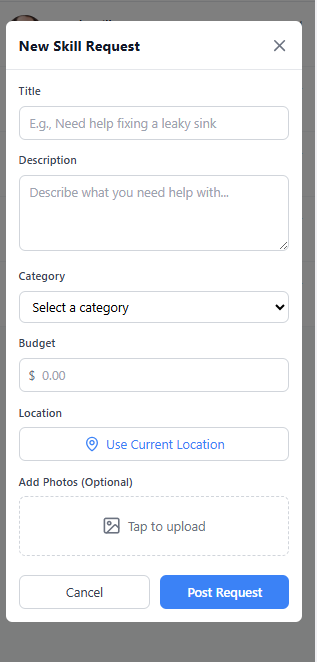 New Skill Request
Title
E.g., Need help fixing a leaky sink
Description
Describe what you need help with...
Category
Select a category
Budget
$ 0.00
Location
Use Current Location
Add Photos (Optional)
Tap to upload
Cancel
Post Request